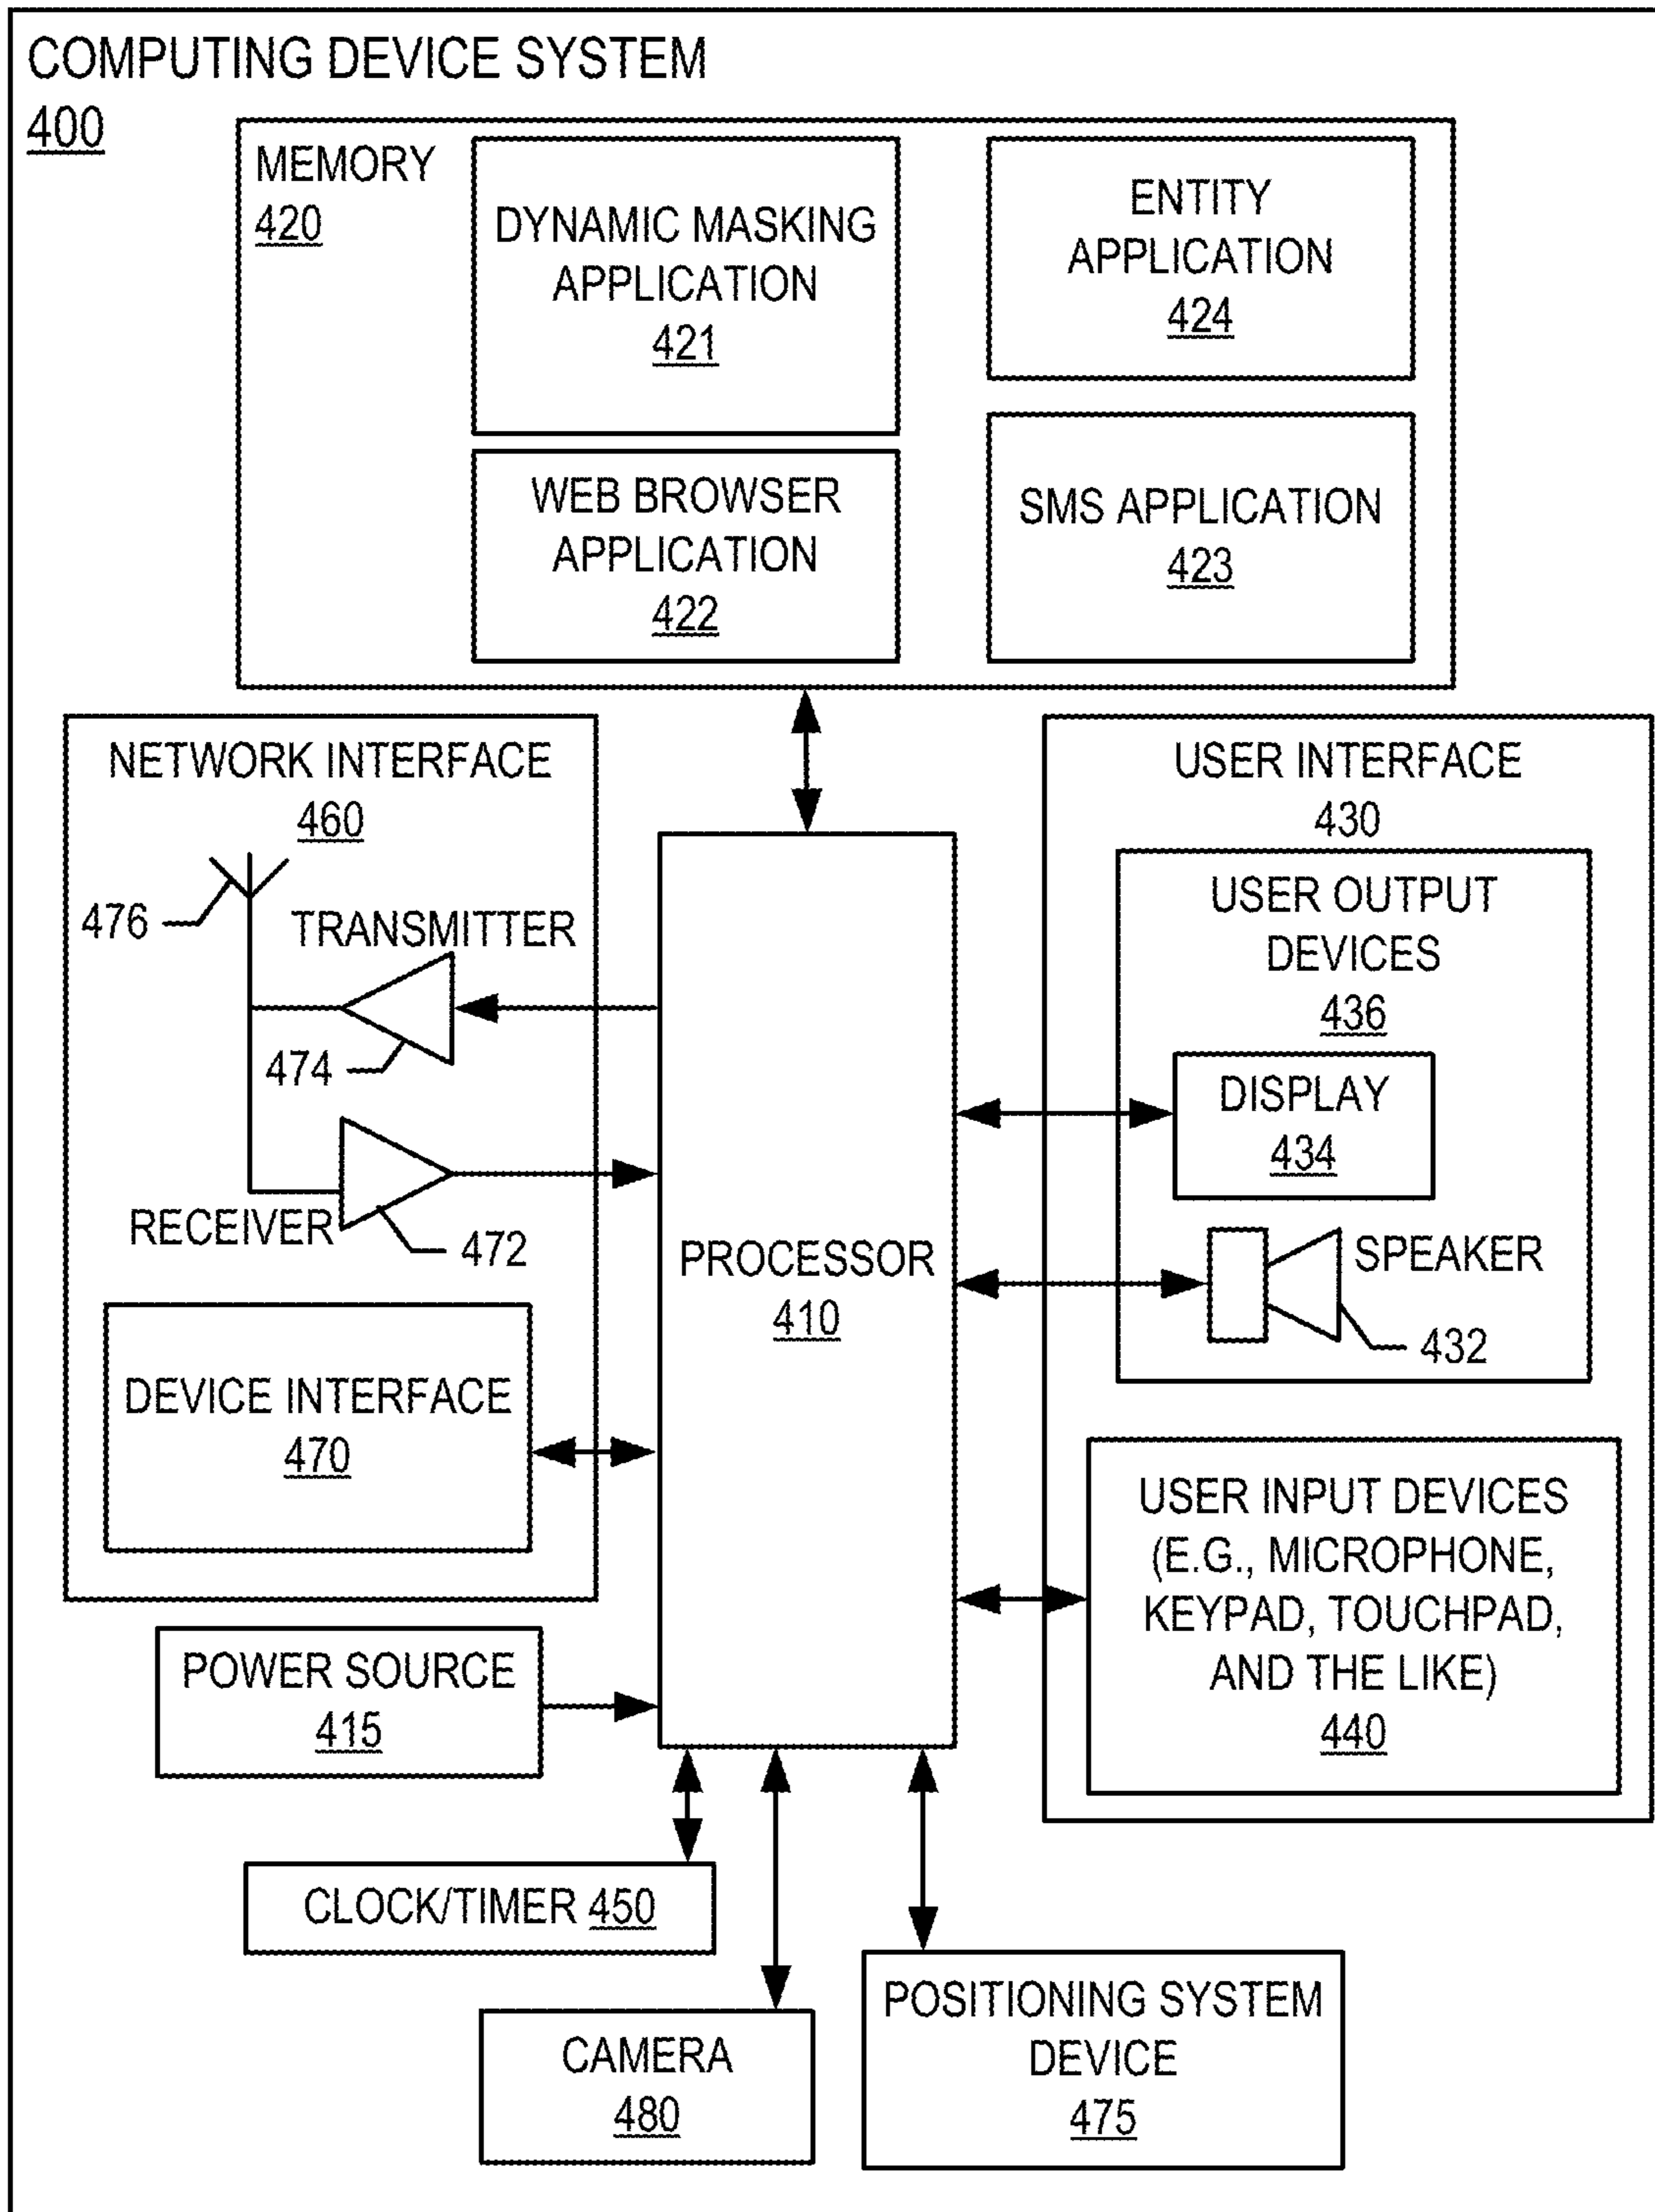 COMPUTING DEVICE SYSTEM
400
MEMORY
420
DYNAMIC MASKING
APPLICATION
421
ENTITY
APPLICATION
424
WEB BROWSER
APPLICATION
422
SMS APPLICATION
423
NETWORK INTERFACE
460
476
TRANSMITTER
474
RECEIVER
472
DEVICE INTERFACE
470
PROCESSOR
410
USER INTERFACE
430
USER OUTPUT
DEVICES
436
DISPLAY
434
SPEAKER
432
USER INPUT DEVICES
(E.G., MICROPHONE,
KEYPAD, TOUCHPAD,
AND THE LIKE)
440
POWER SOURCE
415
CLOCK/TIMER 450
CAMERA
480
POSITIONING SYSTEM
DEVICE
475